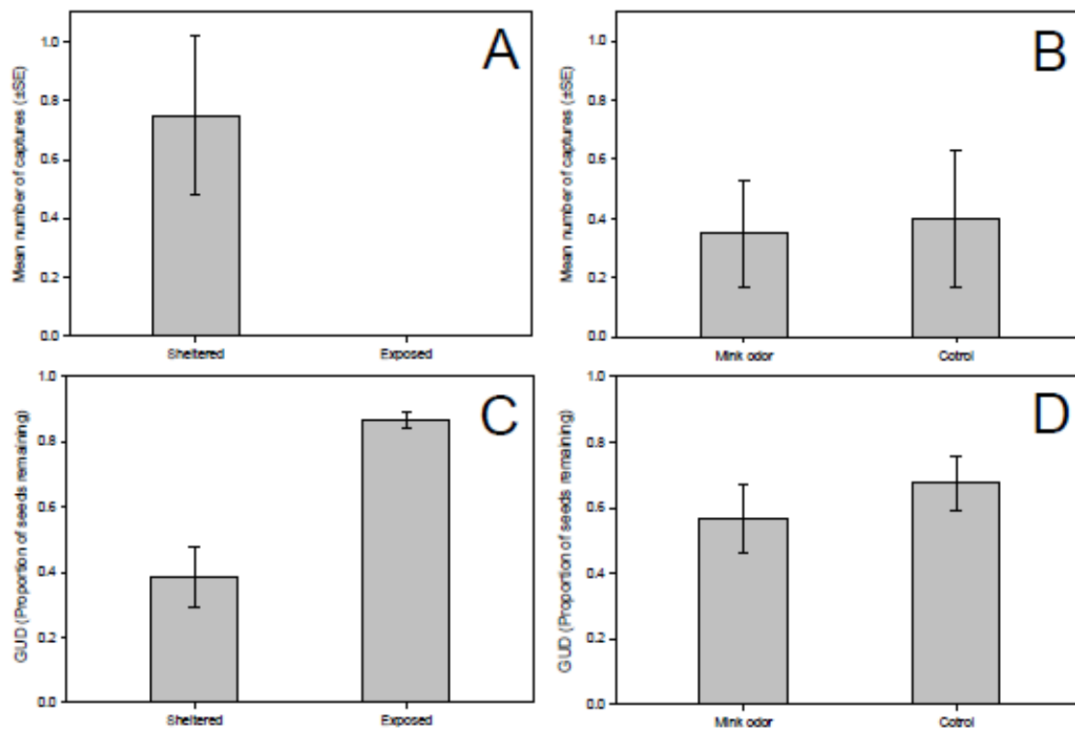 A
Mean number of captures (±SE)
1.0
0.8
0.6
0.4
0.2
0.0
Sheltered Exposed
B
Mean number of captures (±SE)
1.0
0.8
0.6
0.4
0.2
0.0
Mink odor Cotrol
C
GUD (Proportion of seeds remaining)
1.0
0.8
0.6
0.4
0.2
0.0
Sheltered Exposed
D
GUD (Proportion of seeds remaining)
1.0
0.8
0.6
0.4
0.2
0.0
Mink odor Cotrol